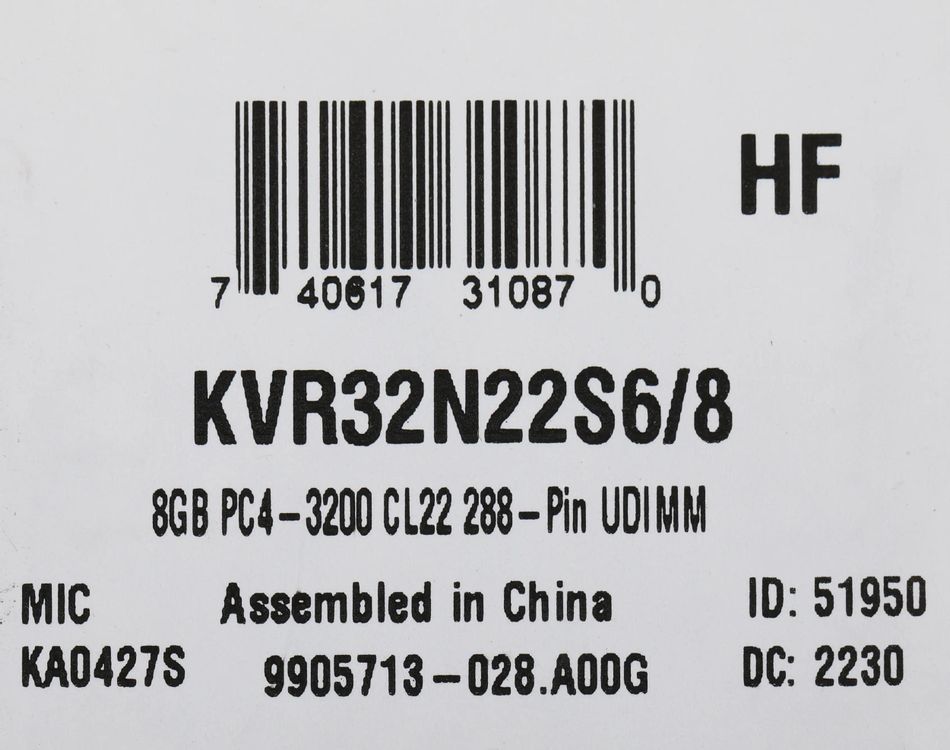 HF
7 40617 31087 0
KVR32N22S6/8
8GB PC4-3200 CL22 288-Pin UDIMM
MIC Assembled in China ID: 51950
KA0427S 9905713-028.A00G DC: 2230